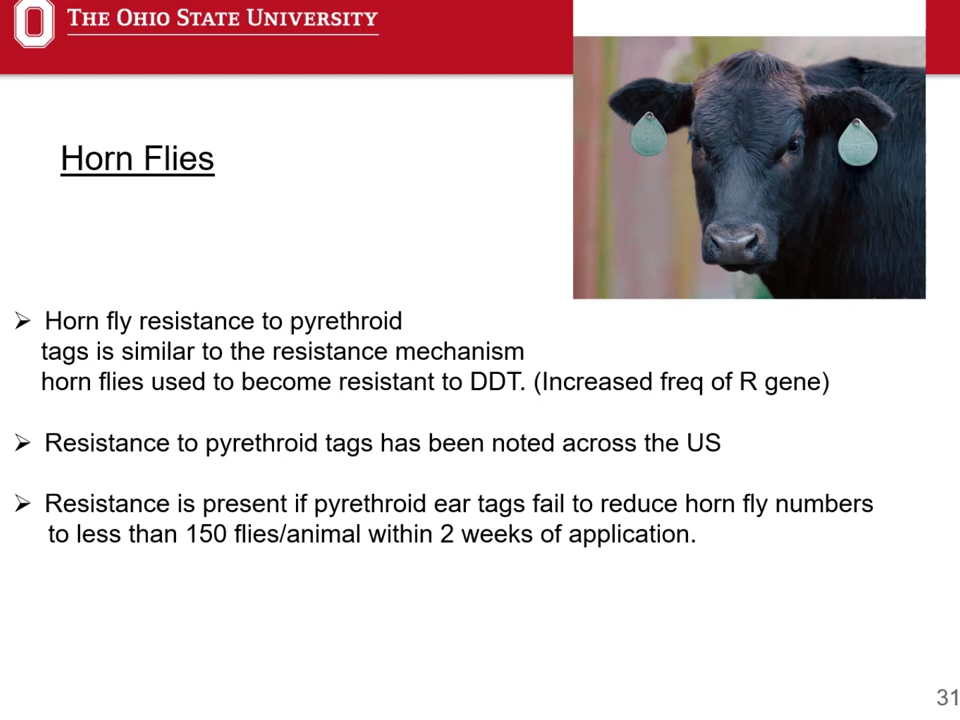 THE OHIO STATE UNIVERSITY
Horn Flies
➢ Horn fly resistance to pyrethroid
tags is similar to the resistance mechanism
horn flies used to become resistant to DDT. (Increased freq of R gene)
➢ Resistance to pyrethroid tags has been noted across the US
➢ Resistance is present if pyrethroid ear tags fail to reduce horn fly numbers
to less than 150 flies/animal within 2 weeks of application.
31